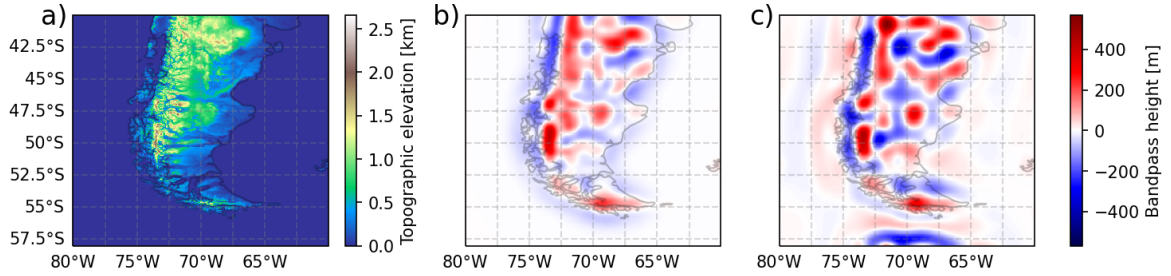 a)
b)
c)
42.5°S
45°S
47.5°S
50°S
52.5°S
55°S
57.5°S
80°W 75°W 70°W 65°W
2.5
2.0
1.5
1.0
0.5
0.0
Topographic elevation [km]
80°W 75°W 70°W 65°W
80°W 75°W 70°W 65°W
400
200
0
−200
−400
Bandpass height [m]